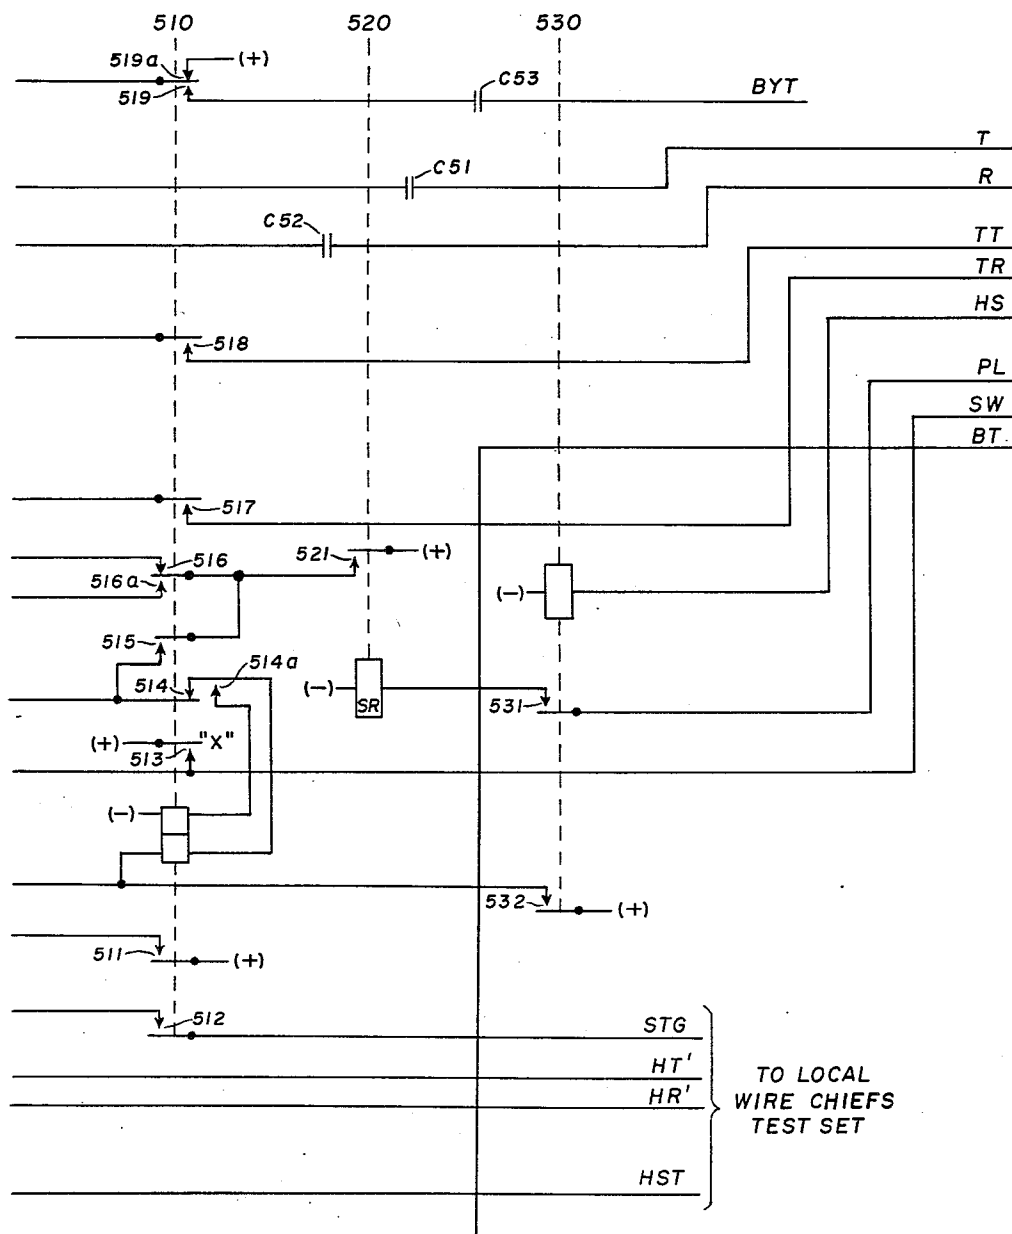 510 520 530
519a (+)
519
C53
BYT
T
C51
R
C52
TT
TR
518
HS
PL
SW
BT
517
516 521 (+)
516a
(-)
515
514a
514
(-)
SR
531
"X"
(+)
513
(-)
532 (+)
511 (+)
512
STG
HT'
HR'
HST
TO LOCAL
WIRE CHIEFS
TEST SET